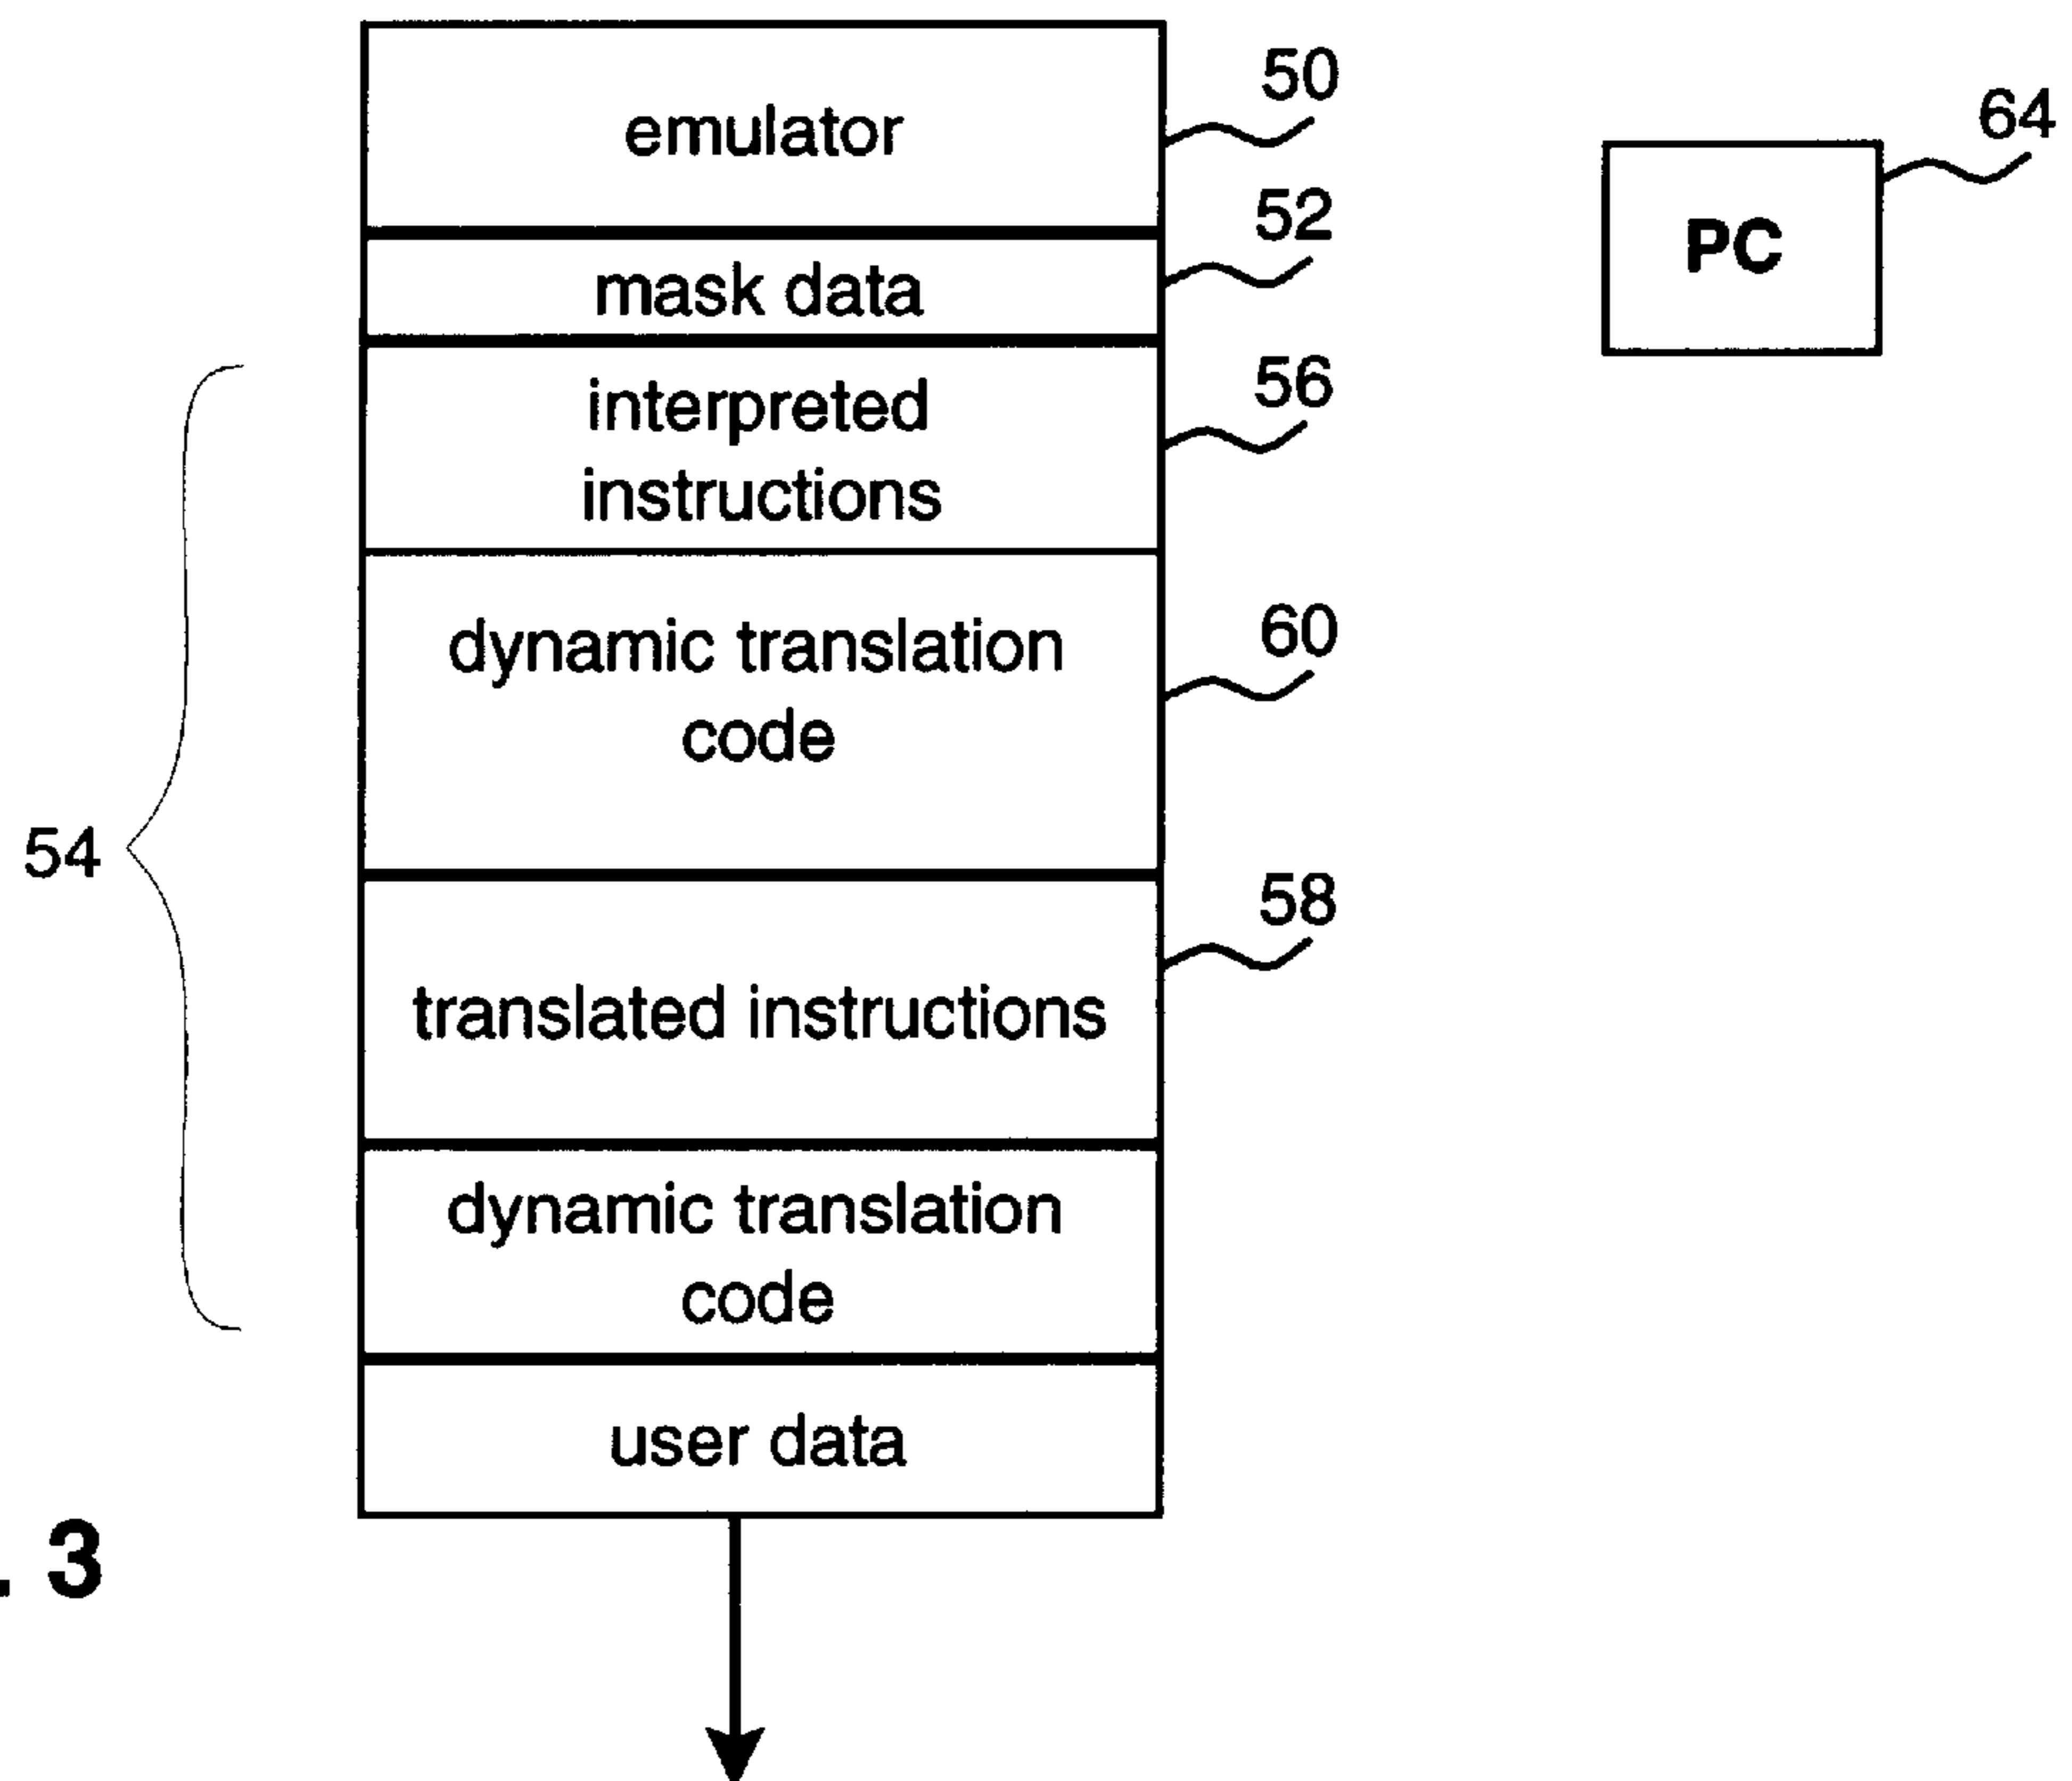 50
emulator
64
PC
52
mask data
56
interpreted
instructions
60
dynamic translation
code
54
58
translated instructions
dynamic translation
code
user data
. 3